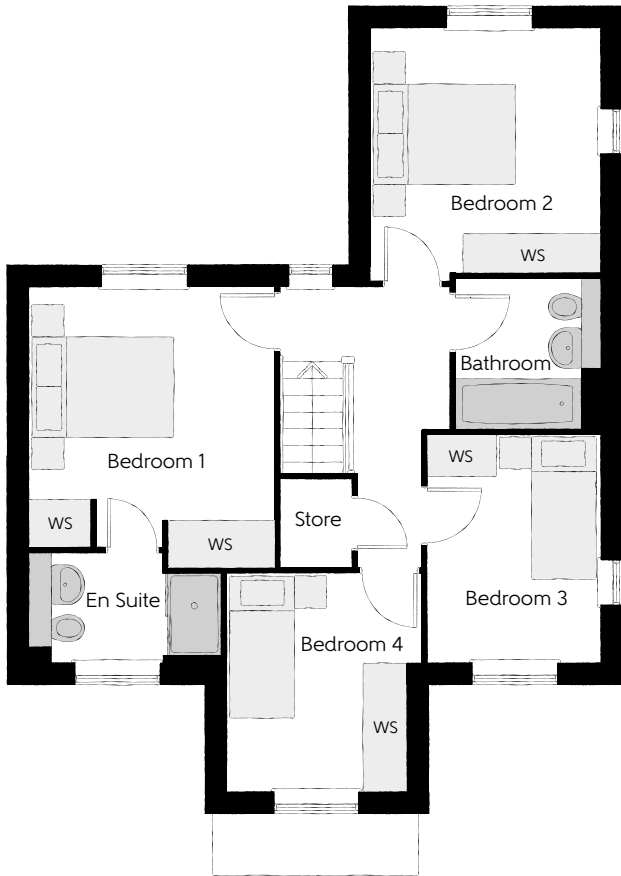 Bedroom 2
WS
Bathroom
Bedroom 1
WS
WS
Store
WS
En Suite
Bedroom 3
Bedroom 4
WS